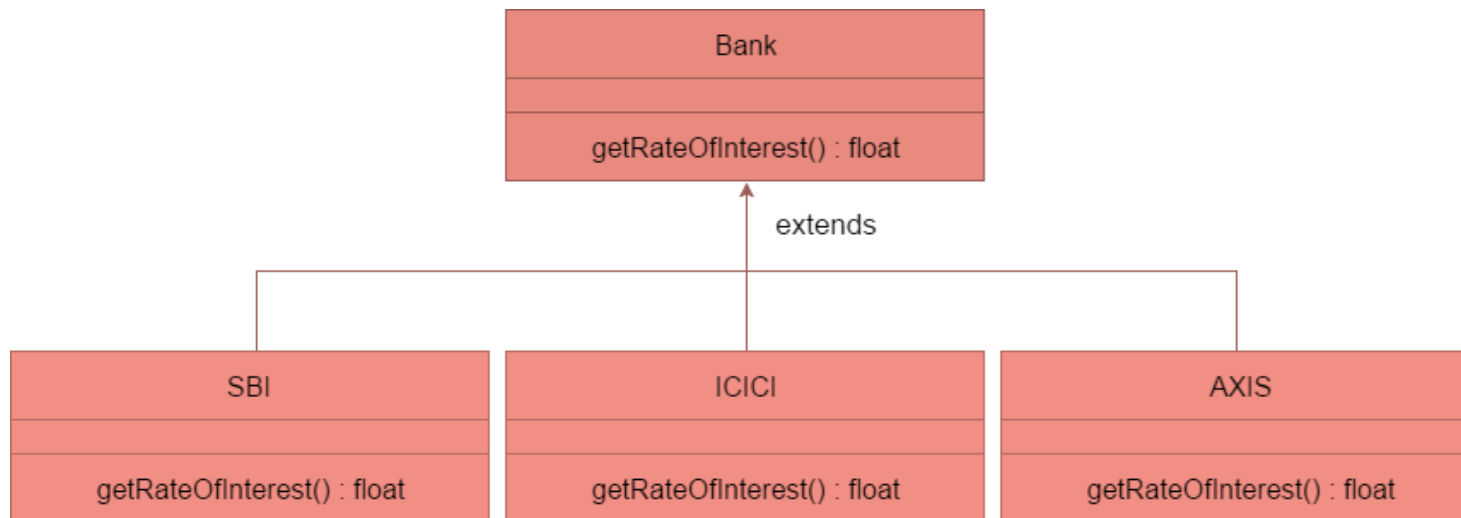 Bank
getRateOfInterest() : float
extends
SBI
ICICI
AXIS
getRateOfInterest() : float
getRateOfInterest() : float
getRateOfInterest() : float